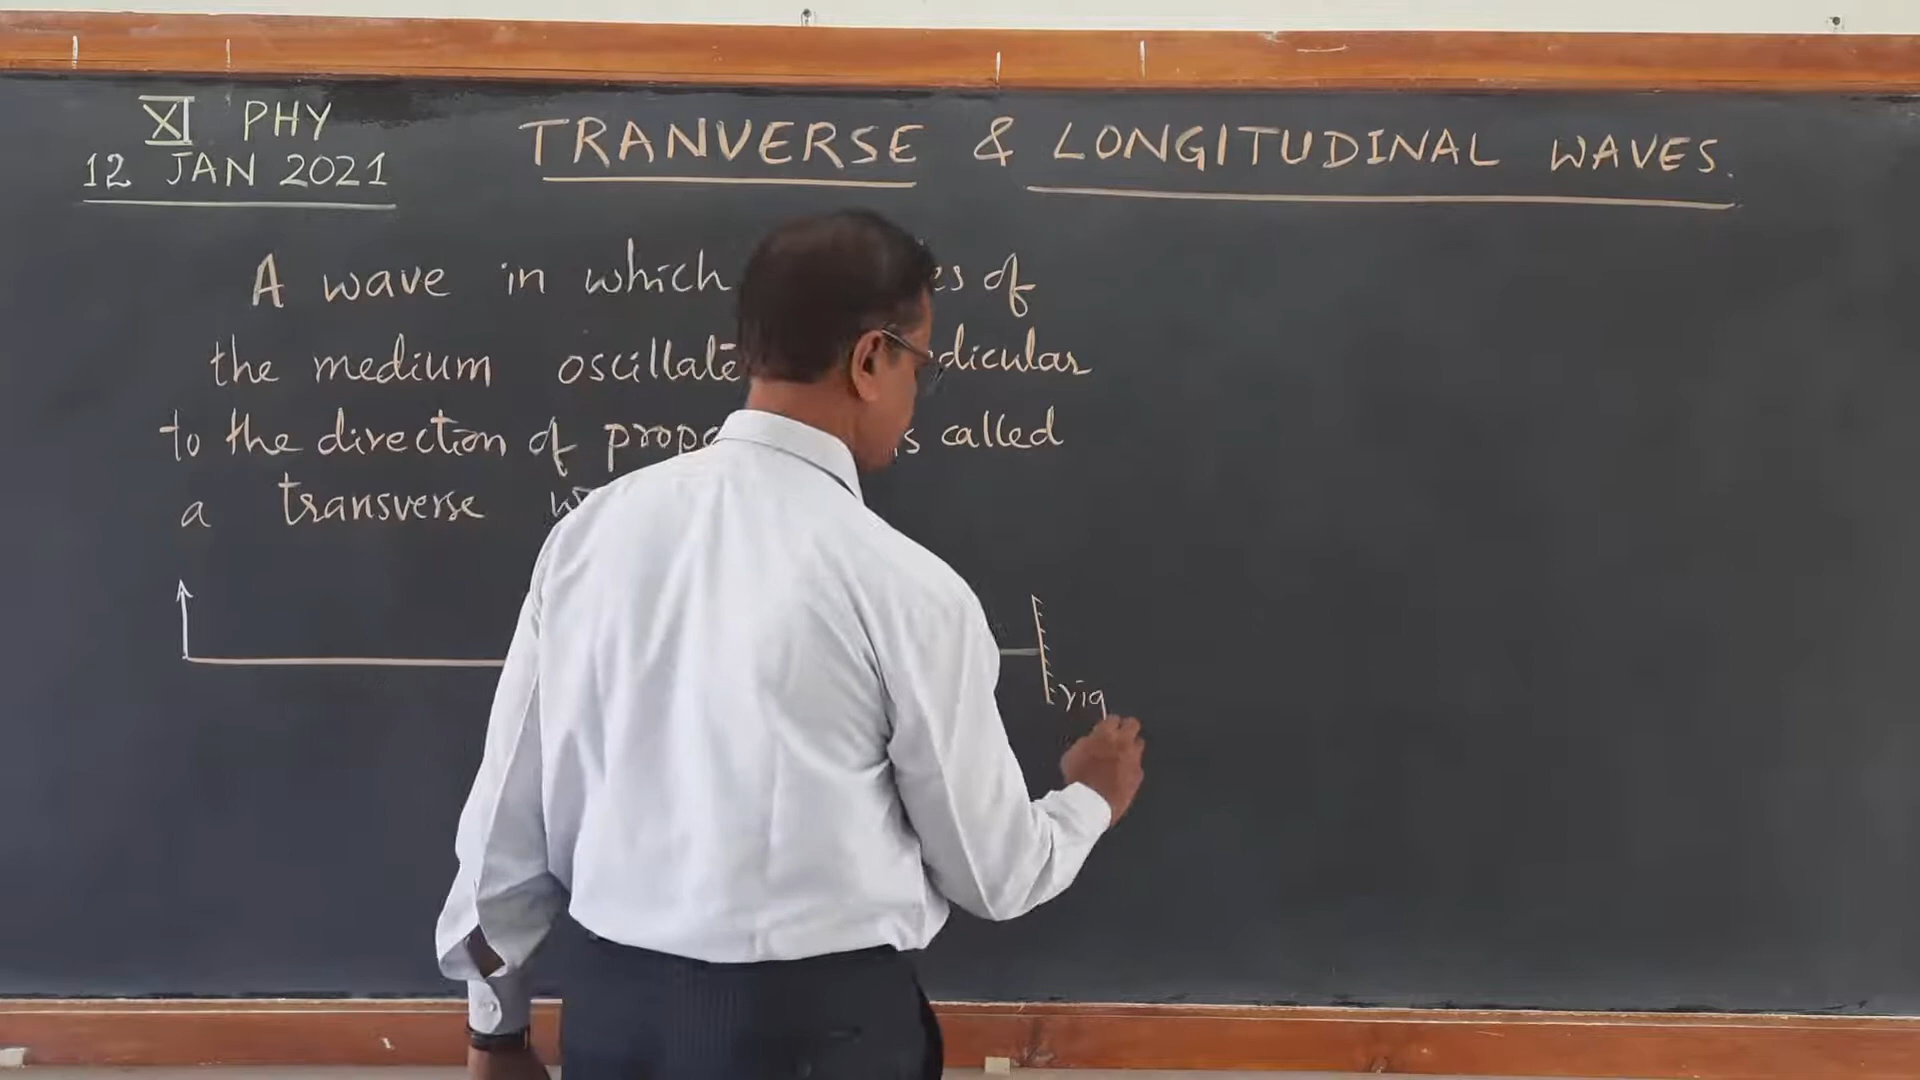 XI PHY
12 JAN 2021
TRANVERSE & LONGITUDINAL WAVES.
A wave in which of
the medium oscillate
to the direction of called
a transverse
rig